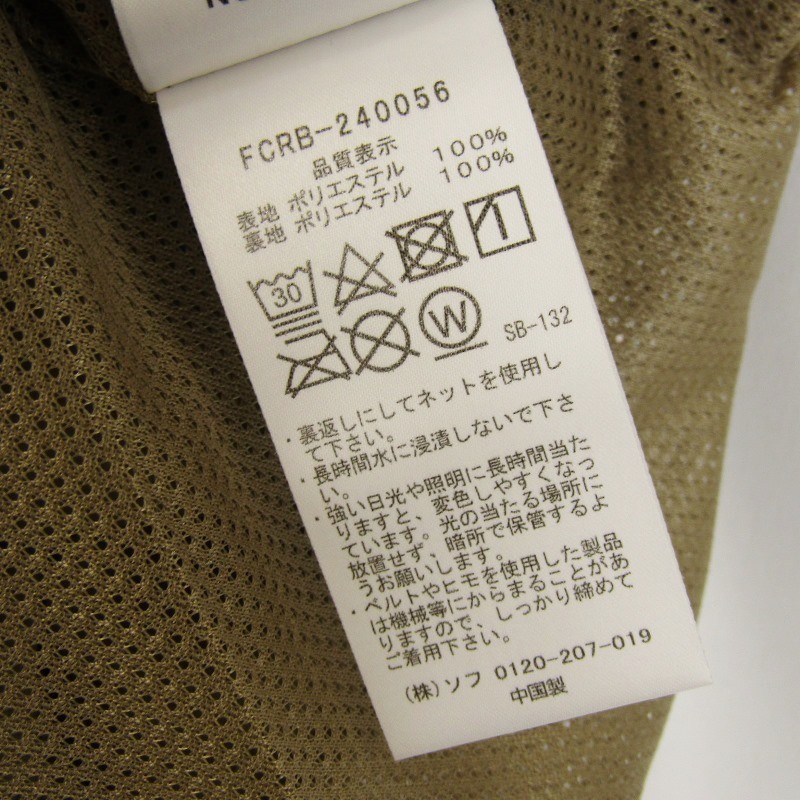 FCRB-240056
品質表示
表地 ポリエステル 100%
裏地 ポリエステル 100%
30
W
SB-132
・裏返しにしてネットを使用し
て下さい。
・長時間水に浸漬しないで下さ
い。
・強い日光や照明に長時間当た
りますと、変色しやすくなっ
ています。光の当たる場所に
放置せず、暗所で保管するよ
うお願いします。
・ベルトやヒモを使用した製品
は機械等にからまることがあ
りますので、しっかり締めて
ご着用下さい。
(株)ソフ 0120-207-019
中国製